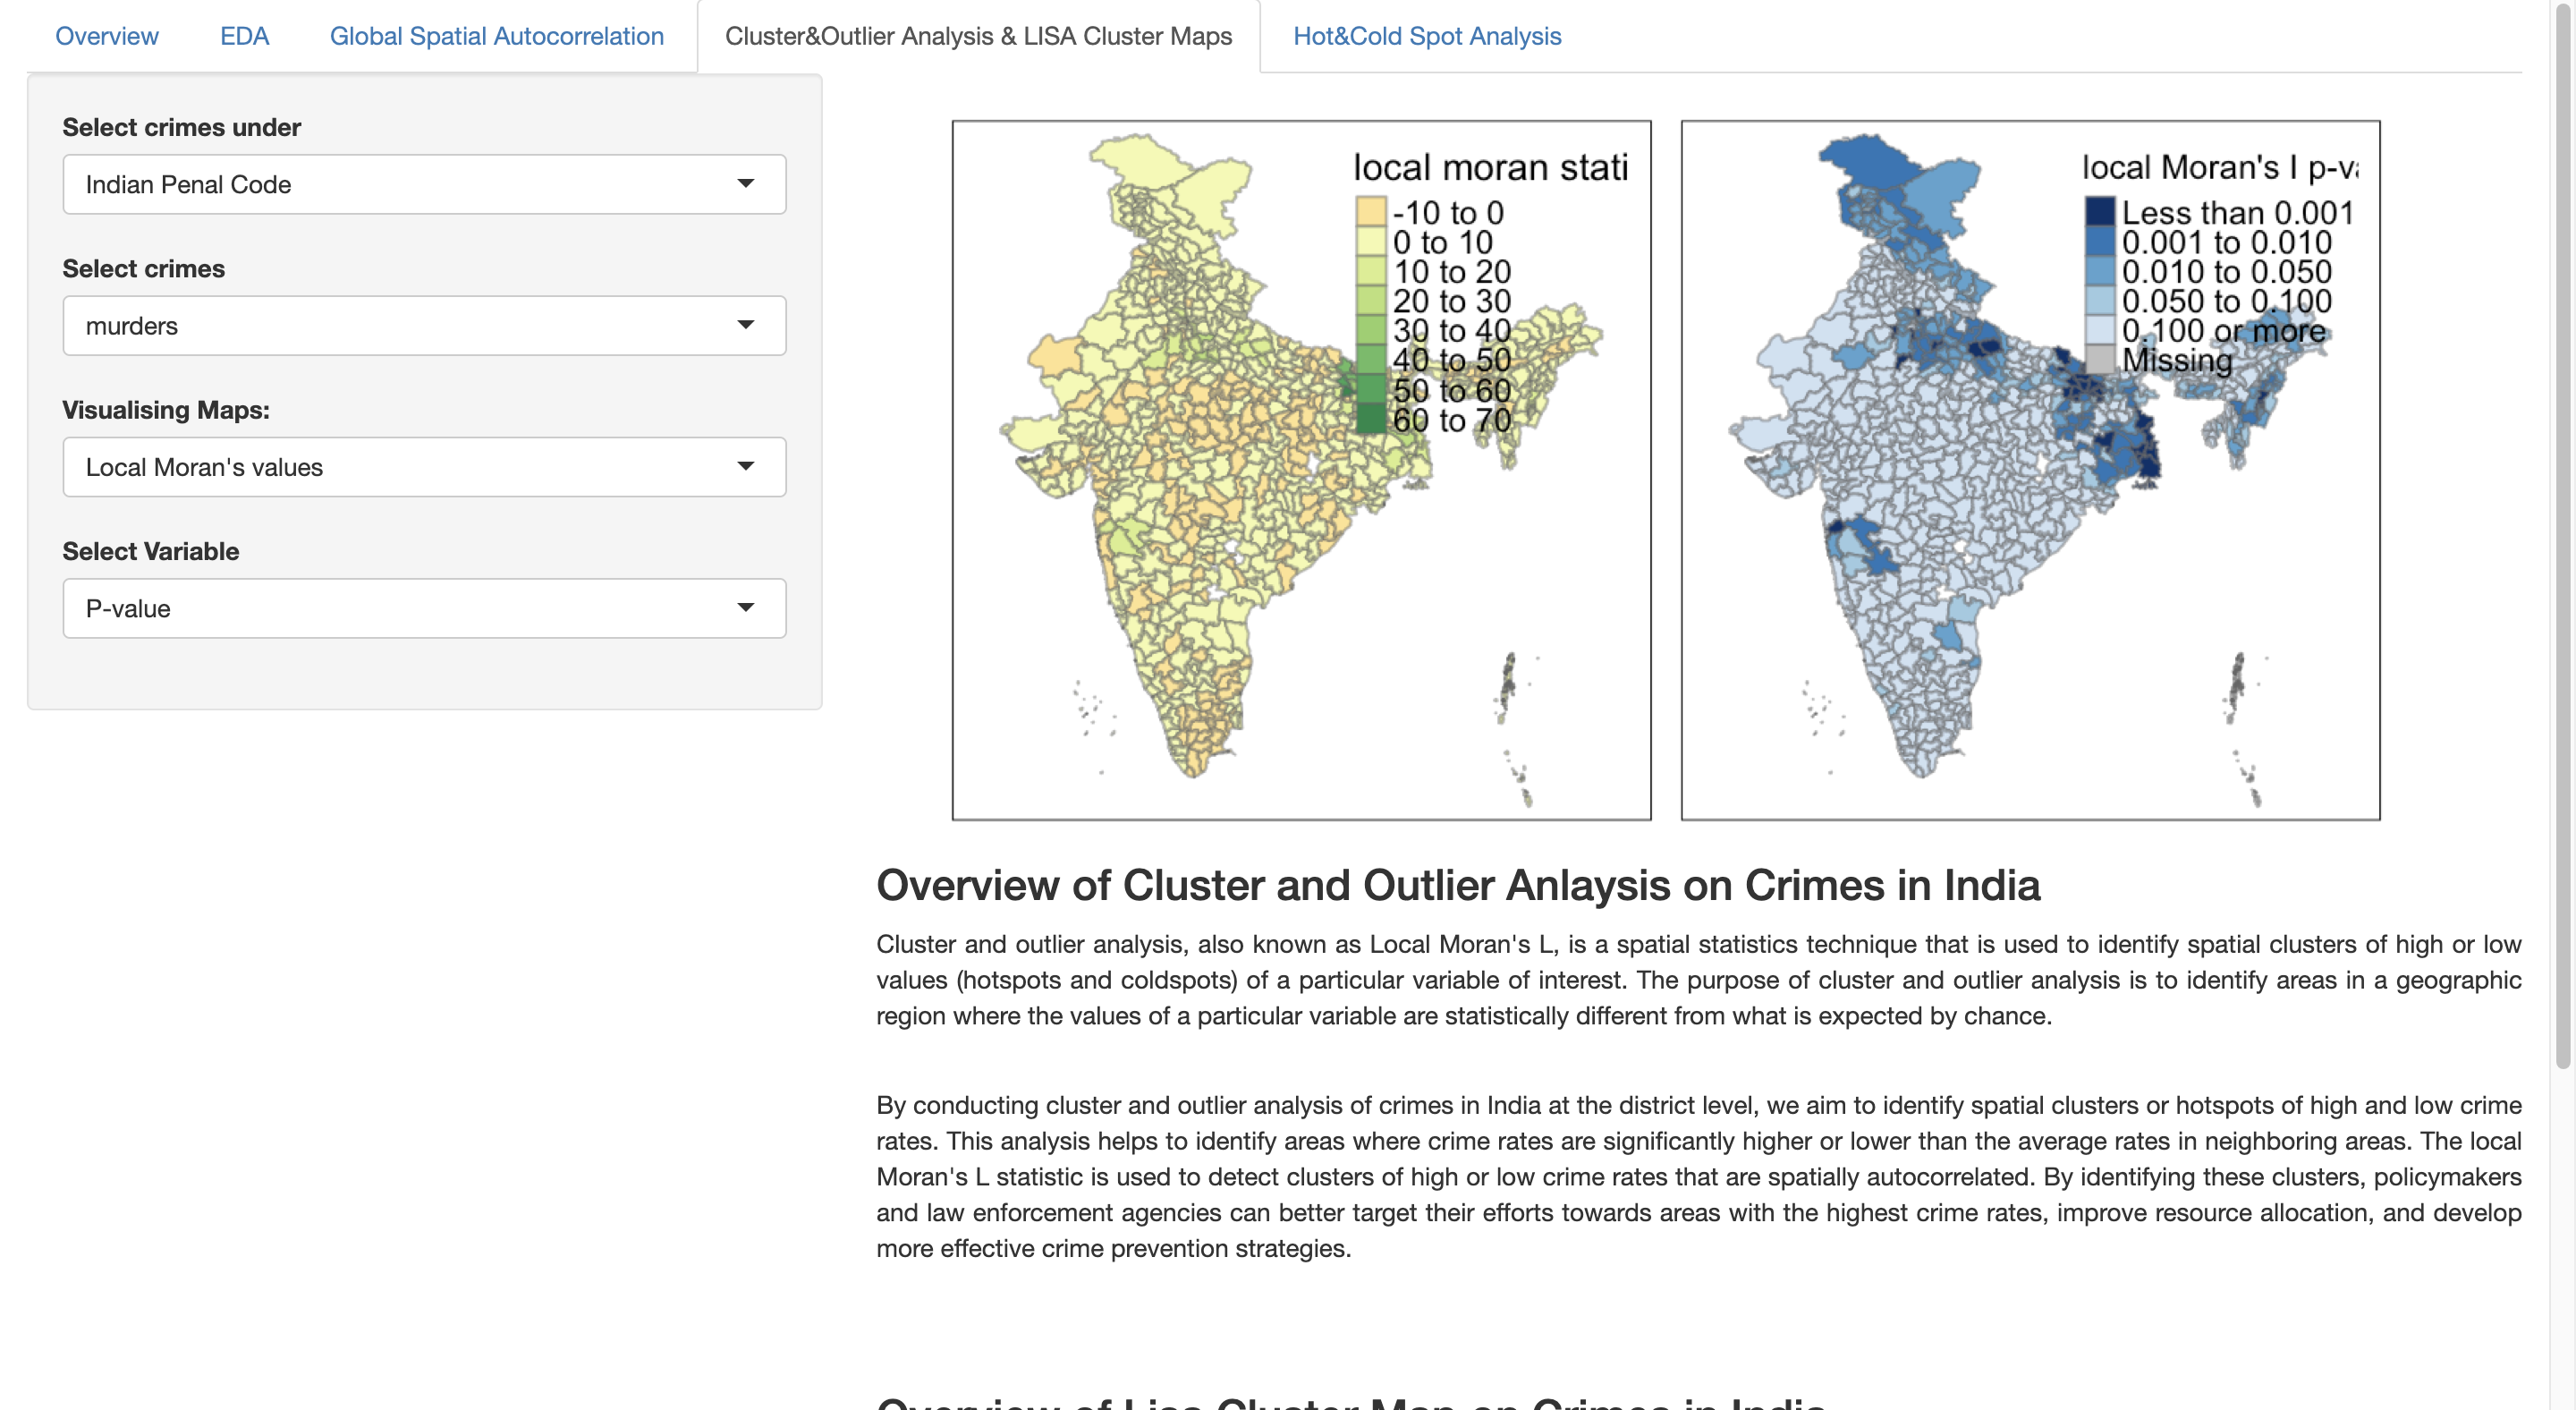 Overview
EDA
Global Spatial Autocorrelation
Cluster&Outlier Analysis & LISA Cluster Maps
Hot&Cold Spot Analysis
Select crimes under
Indian Penal Code
Select crimes
murders
Visualising Maps:
Local Moran's values
Select Variable
P-value
local moran stati
-10 to 0
0 to 10
10 to 20
20 to 30
30 to 40
40 to 50
50 to 60
60 to 70
local Moran's I p-va
Less than 0.001
0.001 to 0.010
0.010 to 0.050
0.050 to 0.100
0.100 or more
Missing
Overview of Cluster and Outlier Anlaysis on Crimes in India
Cluster and outlier analysis, also known as Local Moran's L, is a spatial statistics technique that is used to identify spatial clusters of high or low
values (hotspots and coldspots) of a particular variable of interest. The purpose of cluster and outlier analysis is to identify areas in a geographic
region where the values of a particular variable are statistically different from what is expected by chance.
By conducting cluster and outlier analysis of crimes in India at the district level, we aim to identify spatial clusters or hotspots of high and low crime
rates. This analysis helps to identify areas where crime rates are significantly higher or lower than the average rates in neighboring areas. The local
Moran's L statistic is used to detect clusters of high or low crime rates that are spatially autocorrelated. By identifying these clusters, policymakers
and law enforcement agencies can better target their efforts towards areas with the highest crime rates, improve resource allocation, and develop
more effective crime prevention strategies.
Overview of Lisa Cluster Map on Crimes in India